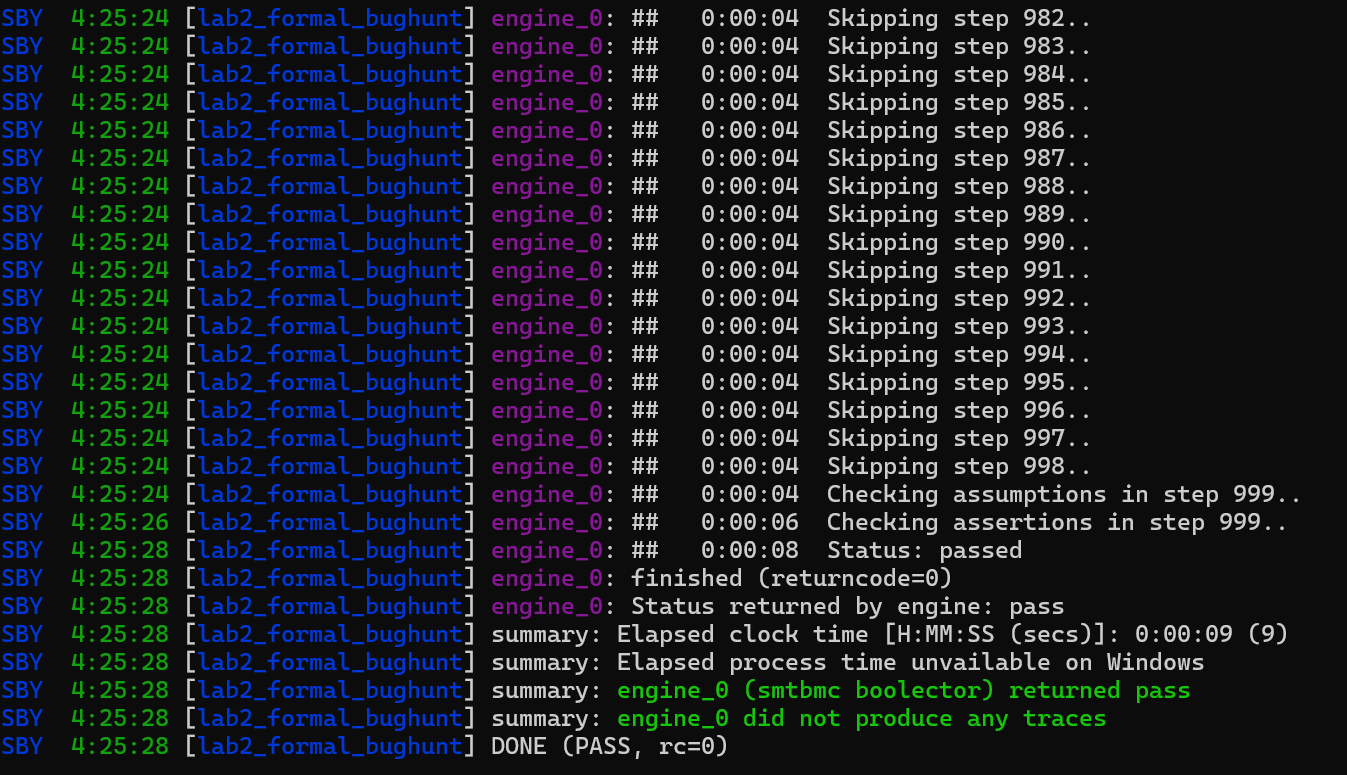 SBY  4:25:24 [lab2_formal_bughunt] engine_0: ##   0:00:04  Skipping step 982..
SBY  4:25:24 [lab2_formal_bughunt] engine_0: ##   0:00:04  Skipping step 983..
SBY  4:25:24 [lab2_formal_bughunt] engine_0: ##   0:00:04  Skipping step 984..
SBY  4:25:24 [lab2_formal_bughunt] engine_0: ##   0:00:04  Skipping step 985..
SBY  4:25:24 [lab2_formal_bughunt] engine_0: ##   0:00:04  Skipping step 986..
SBY  4:25:24 [lab2_formal_bughunt] engine_0: ##   0:00:04  Skipping step 987..
SBY  4:25:24 [lab2_formal_bughunt] engine_0: ##   0:00:04  Skipping step 988..
SBY  4:25:24 [lab2_formal_bughunt] engine_0: ##   0:00:04  Skipping step 989..
SBY  4:25:24 [lab2_formal_bughunt] engine_0: ##   0:00:04  Skipping step 990..
SBY  4:25:24 [lab2_formal_bughunt] engine_0: ##   0:00:04  Skipping step 991..
SBY  4:25:24 [lab2_formal_bughunt] engine_0: ##   0:00:04  Skipping step 992..
SBY  4:25:24 [lab2_formal_bughunt] engine_0: ##   0:00:04  Skipping step 993..
SBY  4:25:24 [lab2_formal_bughunt] engine_0: ##   0:00:04  Skipping step 994..
SBY  4:25:24 [lab2_formal_bughunt] engine_0: ##   0:00:04  Skipping step 995..
SBY  4:25:24 [lab2_formal_bughunt] engine_0: ##   0:00:04  Skipping step 996..
SBY  4:25:24 [lab2_formal_bughunt] engine_0: ##   0:00:04  Skipping step 997..
SBY  4:25:24 [lab2_formal_bughunt] engine_0: ##   0:00:04  Skipping step 998..
SBY  4:25:24 [lab2_formal_bughunt] engine_0: ##   0:00:04  Checking assumptions in step 999..
SBY  4:25:26 [lab2_formal_bughunt] engine_0: ##   0:00:06  Checking assertions in step 999..
SBY  4:25:28 [lab2_formal_bughunt] engine_0: ##   0:00:08  Status: passed
SBY  4:25:28 [lab2_formal_bughunt] engine_0: finished (returncode=0)
SBY  4:25:28 [lab2_formal_bughunt] engine_0: Status returned by engine: pass
SBY  4:25:28 [lab2_formal_bughunt] summary: Elapsed clock time [H:MM:SS (secs)]: 0:00:09 (9)
SBY  4:25:28 [lab2_formal_bughunt] summary: Elapsed process time unvailable on Windows
SBY  4:25:28 [lab2_formal_bughunt] summary: engine_0 (smtbmc boolector) returned pass
SBY  4:25:28 [lab2_formal_bughunt] summary: engine_0 did not produce any traces
SBY  4:25:28 [lab2_formal_bughunt] DONE (PASS, rc=0)